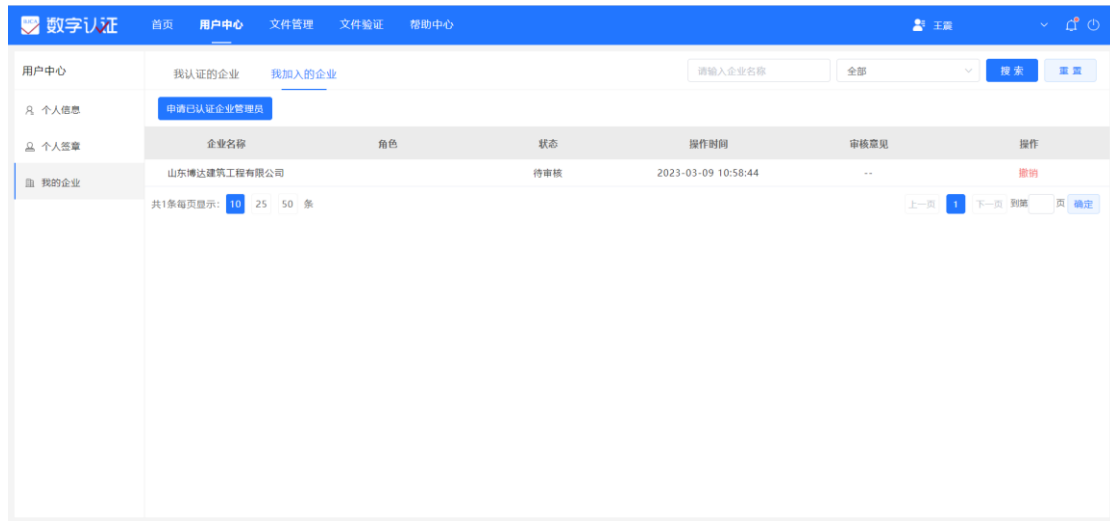 数字认证 首页 用户中心 文件管理 文件验证 帮助中心 王震
用户中心
个人信息
个人签章
我的企业
我认证的企业 我加入的企业 请输入企业名称 全部 搜索 重置
申请已认证企业管理员
企业名称 角色 状态 操作时间 审核意见 操作
山东博达建筑工程有限公司 待审核 2023-03-09 10:58:44 -- 撤销
共1条每页显示: 10 25 50 条 上一页 1 下一页 到第 页 确定